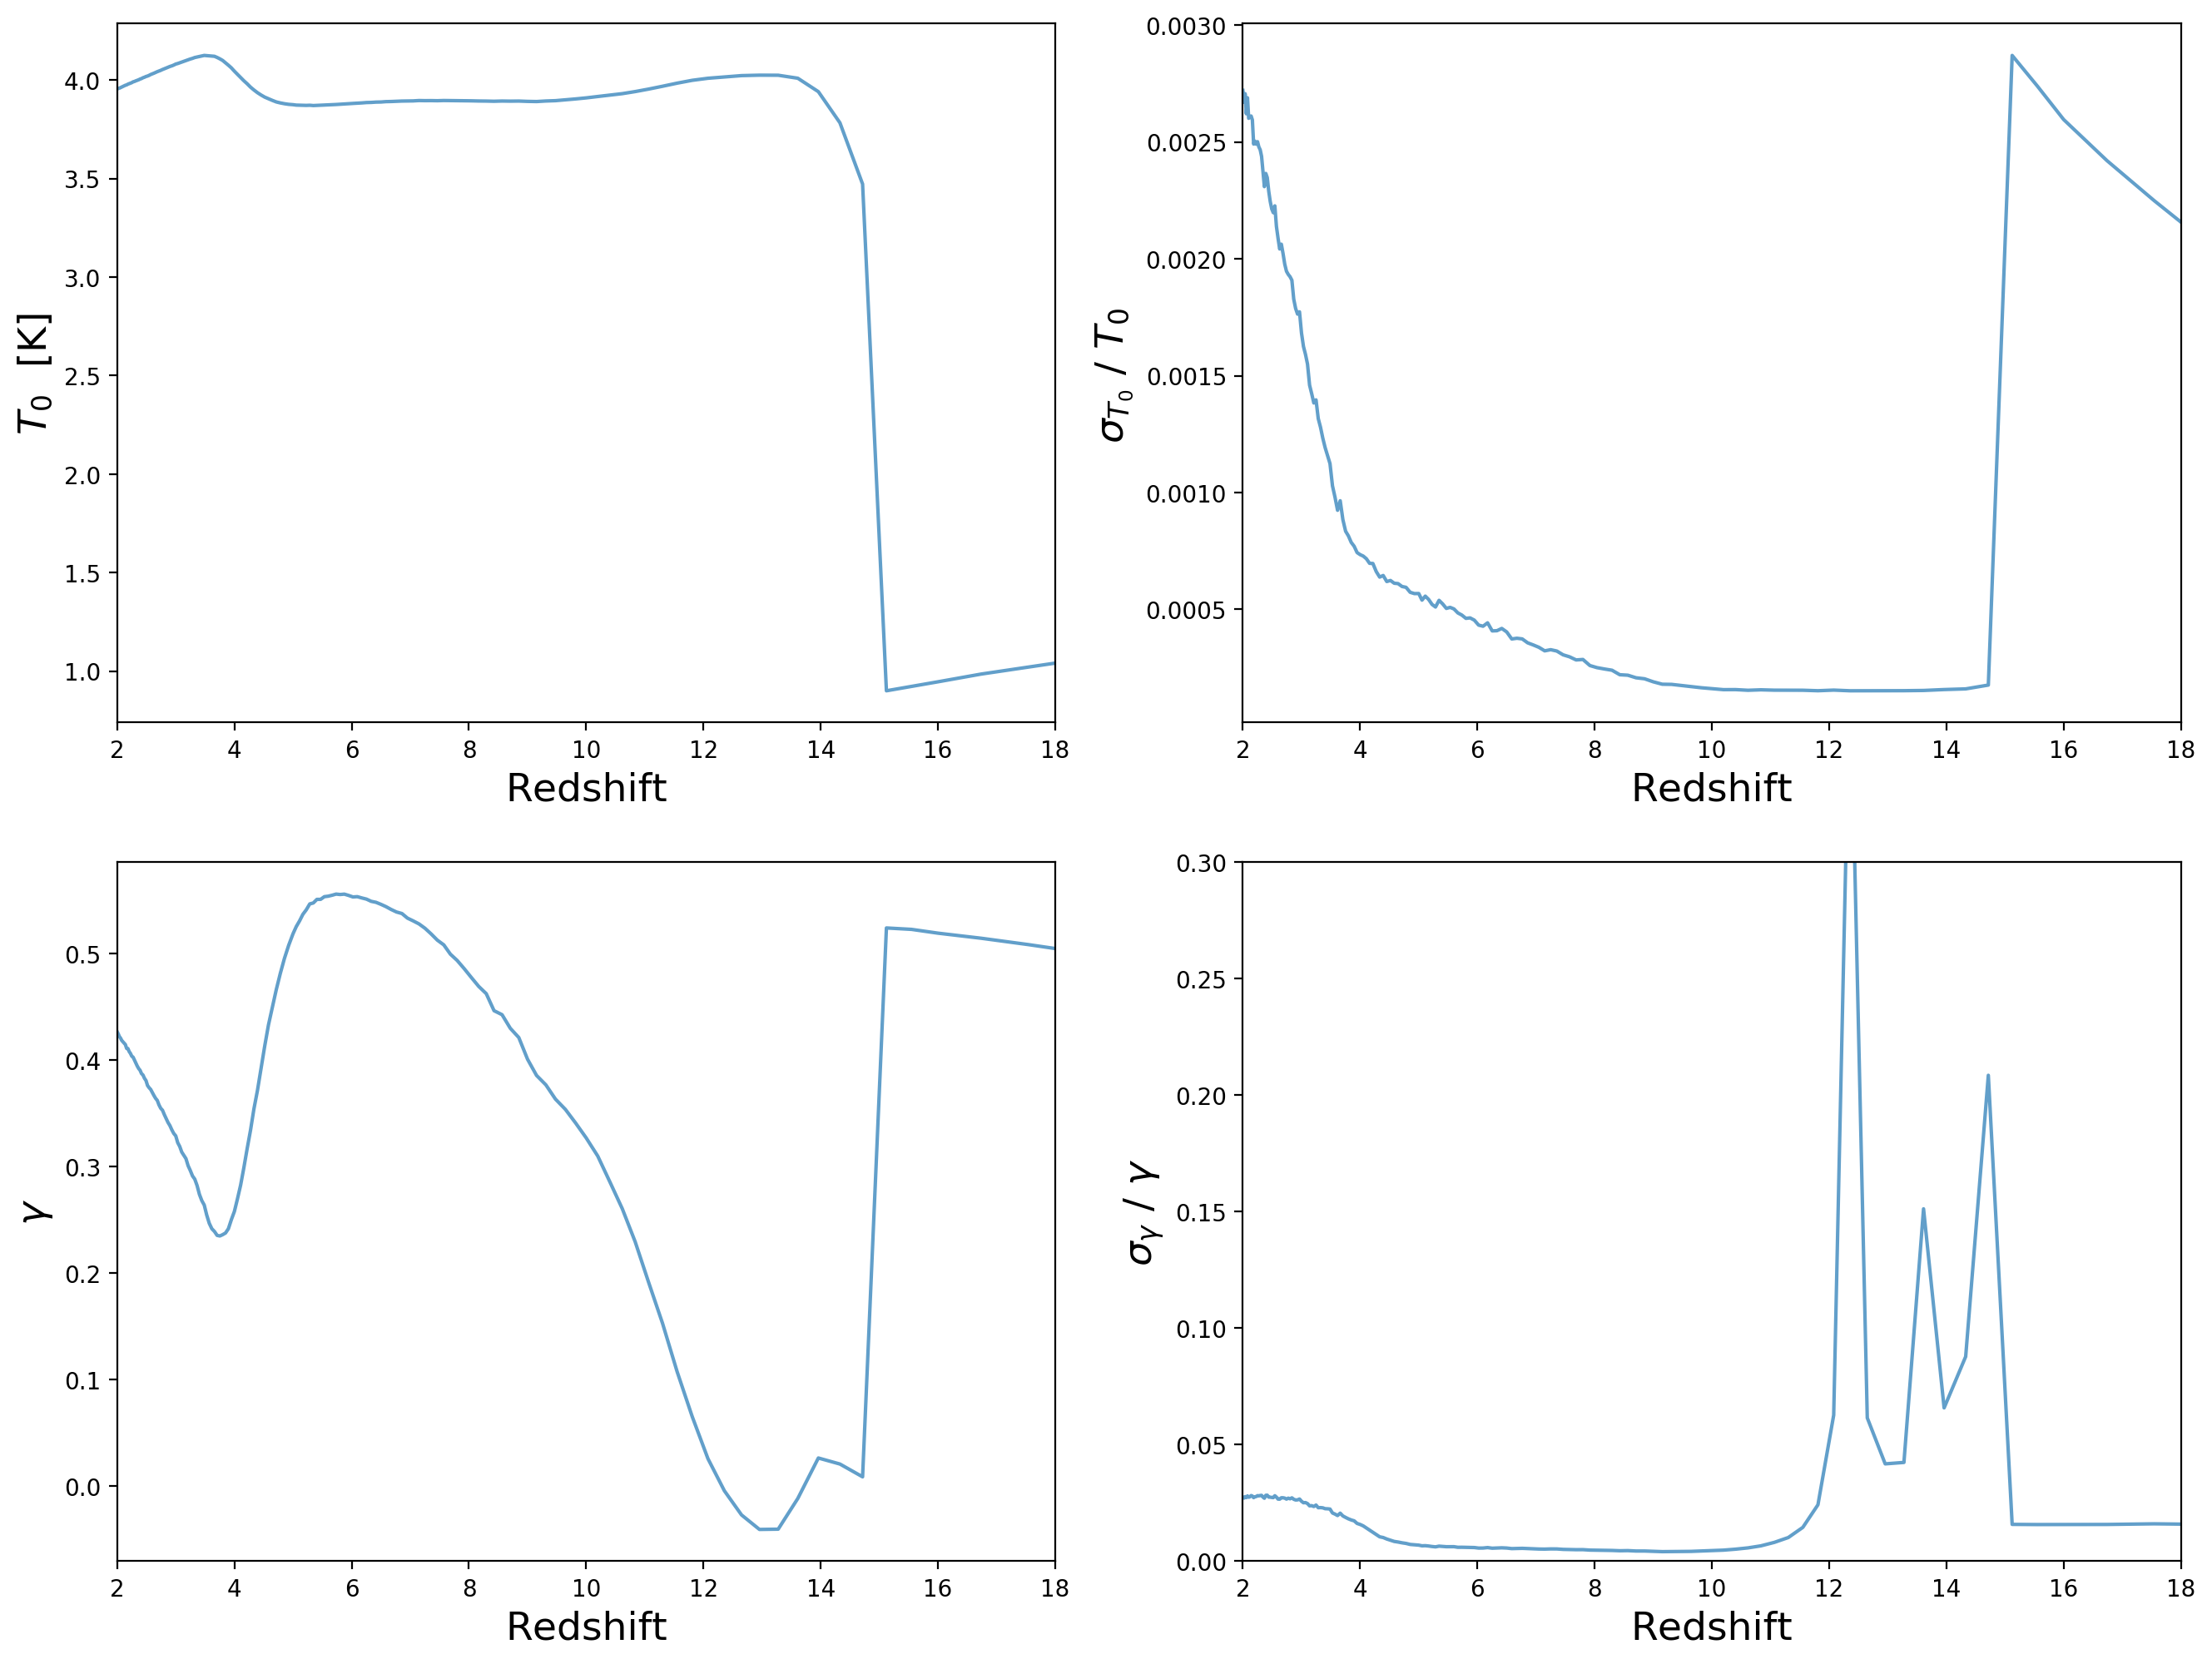 4.0
3.5
3.0
2.5
2.0
1.5
1.0
T₀ [K]
2 4 6 8 10 12 14 16 18
Redshift
0.0030
0.0025
0.0020
0.0015
0.0010
0.0005
σ_T₀ / T₀
2 4 6 8 10 12 14 16 18
Redshift
0.5
0.4
0.3
0.2
0.1
0.0
γ
2 4 6 8 10 12 14 16 18
Redshift
0.30
0.25
0.20
0.15
0.10
0.05
0.00
σᵧ / γ
2 4 6 8 10 12 14 16 18
Redshift